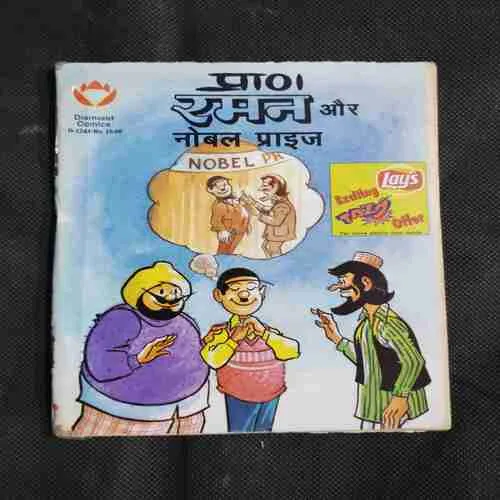 प्राण
रमन और
नोबल प्राइज
Diamond
Comics
NOBEL PR
Lay's
Exciting
Offer